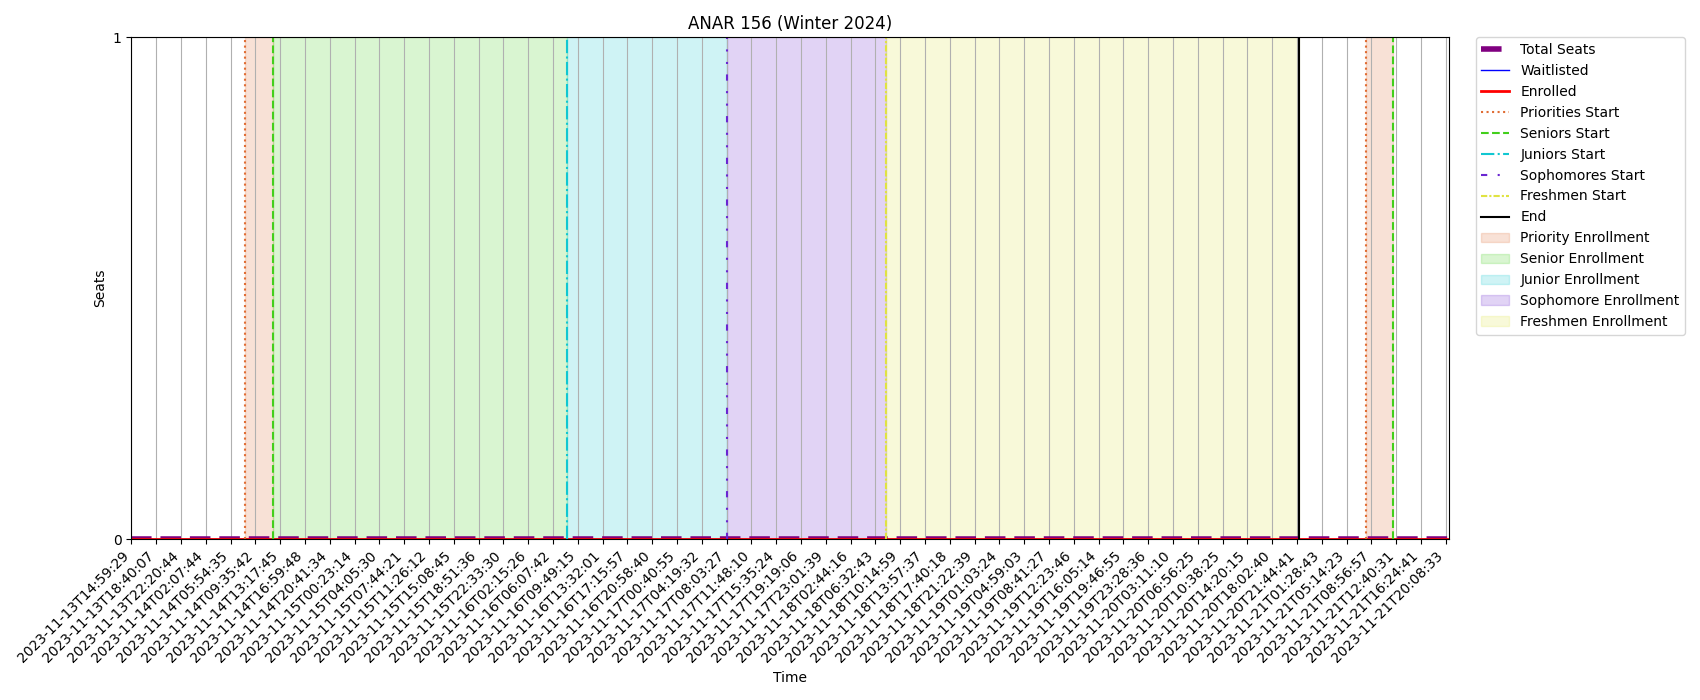 ANAR 156 (Winter 2024)
1
0
Seats
Total Seats
Waitlisted
Enrolled
Priorities Start
Seniors Start
Juniors Start
Sophomores Start
Freshmen Start
End
Priority Enrollment
Senior Enrollment
Junior Enrollment
Sophomore Enrollment
Freshmen Enrollment
2023-11-13T14:59:29
2023-11-13T18:40:07
2023-11-13T22:20:44
2023-11-14T02:07:44
2023-11-14T05:54:35
2023-11-14T09:35:42
2023-11-14T13:17:45
2023-11-14T16:59:48
2023-11-14T20:41:34
2023-11-15T00:23:14
2023-11-15T04:05:30
2023-11-15T07:44:21
2023-11-15T11:26:12
2023-11-15T15:08:45
2023-11-15T18:51:36
2023-11-15T22:33:30
2023-11-16T02:15:26
2023-11-16T06:07:42
2023-11-16T09:49:15
2023-11-16T13:32:01
2023-11-16T17:15:57
2023-11-16T20:58:40
2023-11-17T00:40:55
2023-11-17T04:19:32
2023-11-17T08:03:27
2023-11-17T11:48:10
2023-11-17T15:35:24
2023-11-17T19:19:06
2023-11-17T23:01:39
2023-11-18T02:44:16
2023-11-18T06:32:43
2023-11-18T10:14:59
2023-11-18T13:57:37
2023-11-18T17:40:18
2023-11-18T21:22:39
2023-11-19T01:03:24
2023-11-19T04:59:03
2023-11-19T08:41:27
2023-11-19T12:23:46
2023-11-19T16:05:14
2023-11-19T19:46:55
2023-11-19T23:28:36
2023-11-20T03:11:10
2023-11-20T06:56:25
2023-11-20T10:38:25
2023-11-20T14:20:15
2023-11-20T18:02:40
2023-11-20T21:44:41
2023-11-21T01:28:43
2023-11-21T05:14:23
2023-11-21T08:56:57
2023-11-21T12:40:31
2023-11-21T16:24:41
2023-11-21T20:08:33
Time